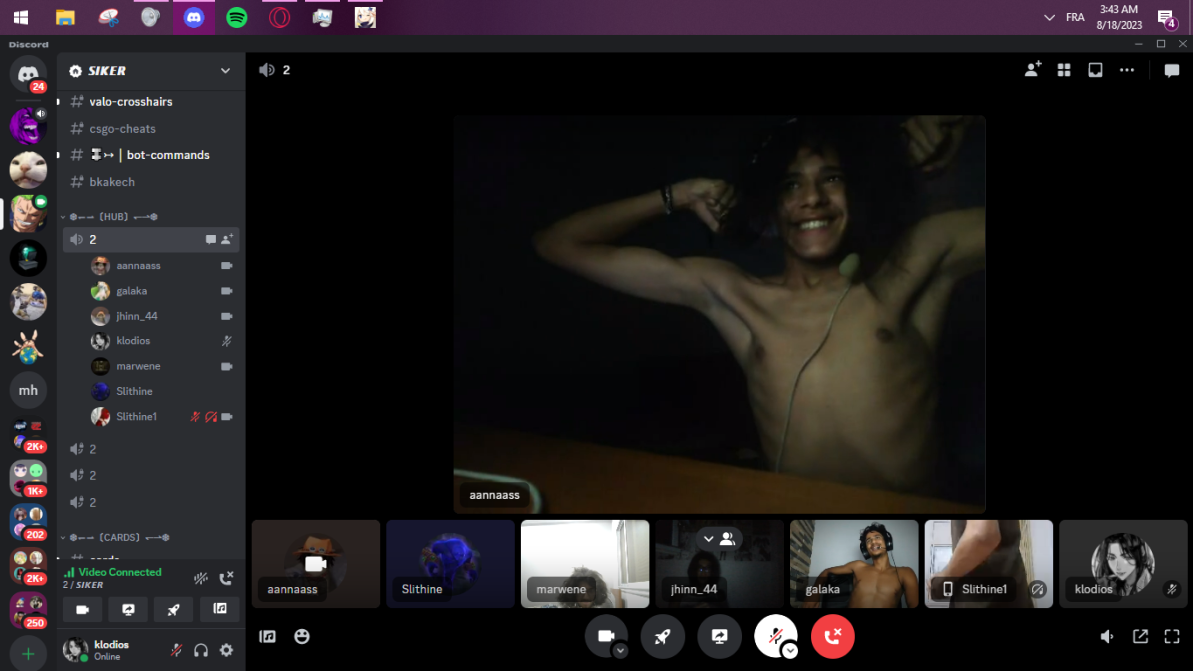 FRA
3:43 AM
8/18/2023
4
Discord
24
SIKER
2
valo-crosshairs
# csgo-cheats
# | bot-commands
# bkakech
[HUB]
2
aannaass
galaka
jhinn_44
klodios
marwene
Slithine
Slithine1
mh
2K+
2
1K+
2
202
2
[CARDS]
2K+
Video Connected
2 / SIKER
250
klodios
Online
aannaass
aannaass
Slithine
marwene
jhinn_44
galaka
Slithine1
klodios